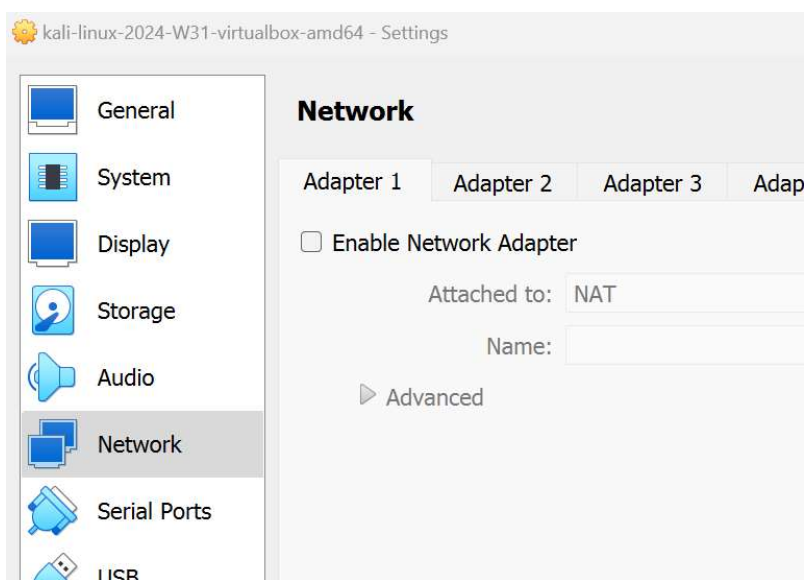 kali-linux-2024-W31-virtualbox-amd64 - Settings
General
System
Display
Storage
Audio
Network
Serial Ports
USB
Network
Adapter 1 Adapter 2 Adapter 3 Adap
Enable Network Adapter
Attached to: NAT
Name:
Advanced